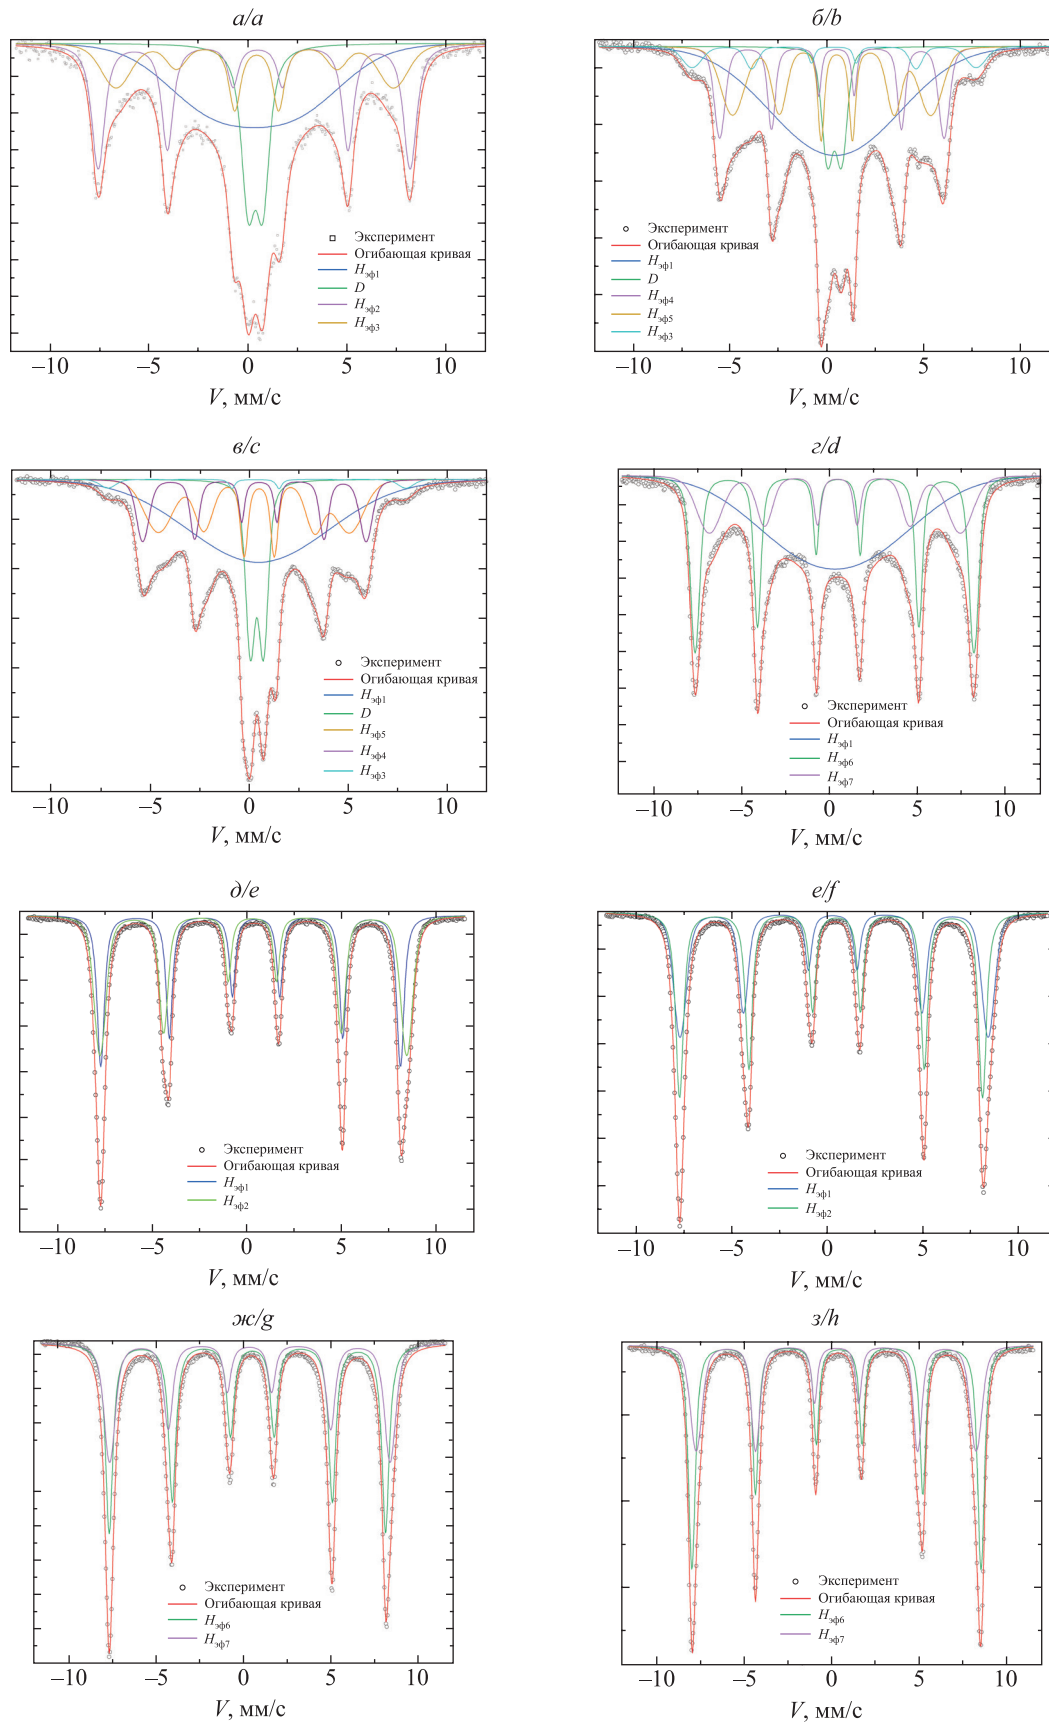 а/a
Эксперимент
Огибающая кривая
Hэф1
D
Hэф2
Hэф3
–10 –5 0 5 10
V, мм/с
б/b
Эксперимент
Огибающая кривая
Hэф1
D
Hэф4
Hэф5
Hэф3
–10 –5 0 5 10
V, мм/с
в/c
Эксперимент
Огибающая кривая
Hэф1
D
Hэф5
Hэф4
Hэф3
–10 –5 0 5 10
V, мм/с
г/d
Эксперимент
Огибающая кривая
Hэф1
Hэф6
Hэф7
–10 –5 0 5 10
V, мм/с
д/e
Эксперимент
Огибающая кривая
Hэф1
Hэф2
–10 –5 0 5 10
V, мм/с
е/f
Эксперимент
Огибающая кривая
Hэф1
Hэф2
–10 –5 0 5 10
V, мм/с
ж/g
Эксперимент
Огибающая кривая
Hэф6
Hэф7
–10 –5 0 5 10
V, мм/с
з/h
Эксперимент
Огибающая кривая
Hэф6
Hэф7
–10 –5 0 5 10
V, мм/с